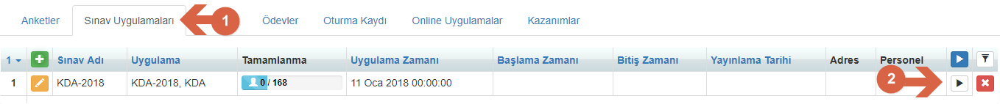 Anketler Sınav Uygulamaları 1 Ödevler Oturma Kaydı Online Uygulamalar Kazanımlar
1 Sınav Adı Uygulama Tamamlanma Uygulama Zamanı Başlama Zamanı Bitiş Zamanı Yayınlama Tarihi Adres Personel
1 KDA-2018 KDA-2018, KDA 0 / 168 11 Oca 2018 00:00:00 2